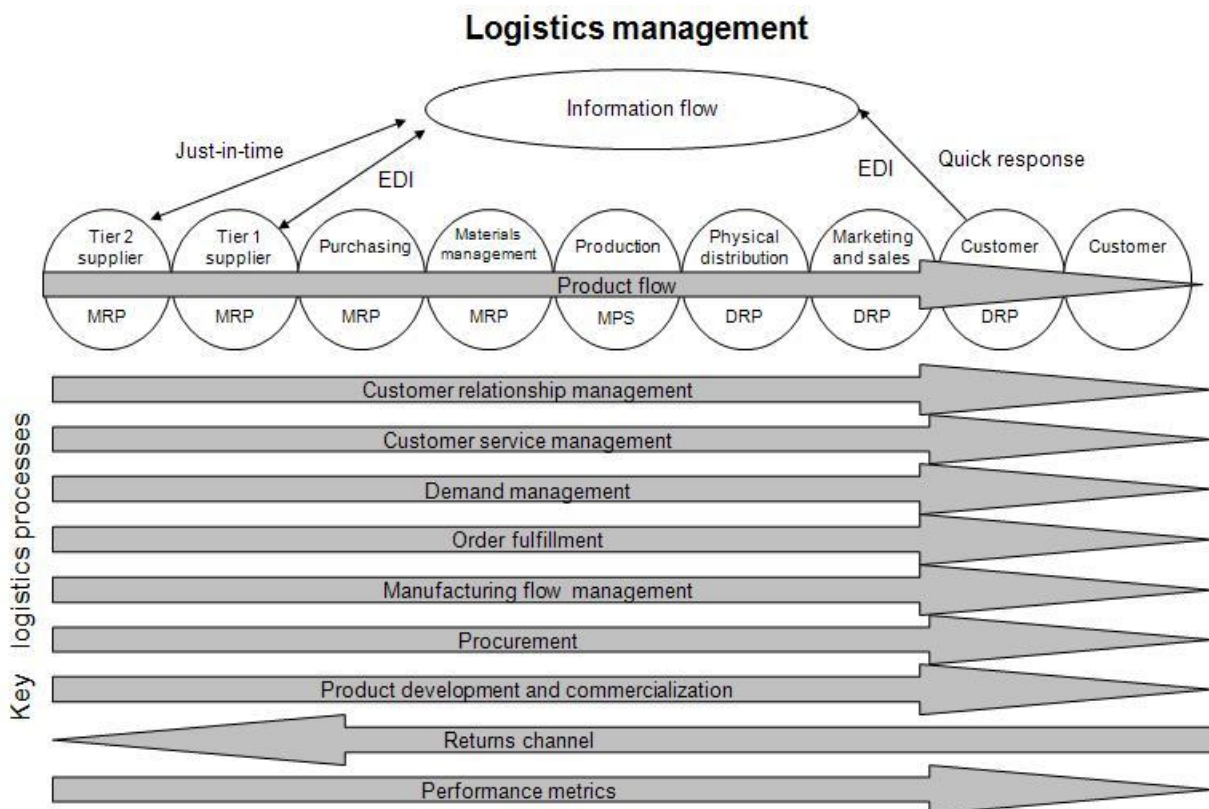 Logistics management
Information flow
Just-in-time
EDI
EDI
Quick response
Tier 2
supplier
Tier 1
supplier
Purchasing
Materials
management
Production
Physical
distribution
Marketing
and sales
Customer
Customer
Product flow
MRP
MRP
MRP
MRP
MPS
DRP
DRP
DRP
Key logistics processes
Customer relationship management
Customer service management
Demand management
Order fulfillment
Manufacturing flow management
Procurement
Product development and commercialization
Returns channel
Performance metrics